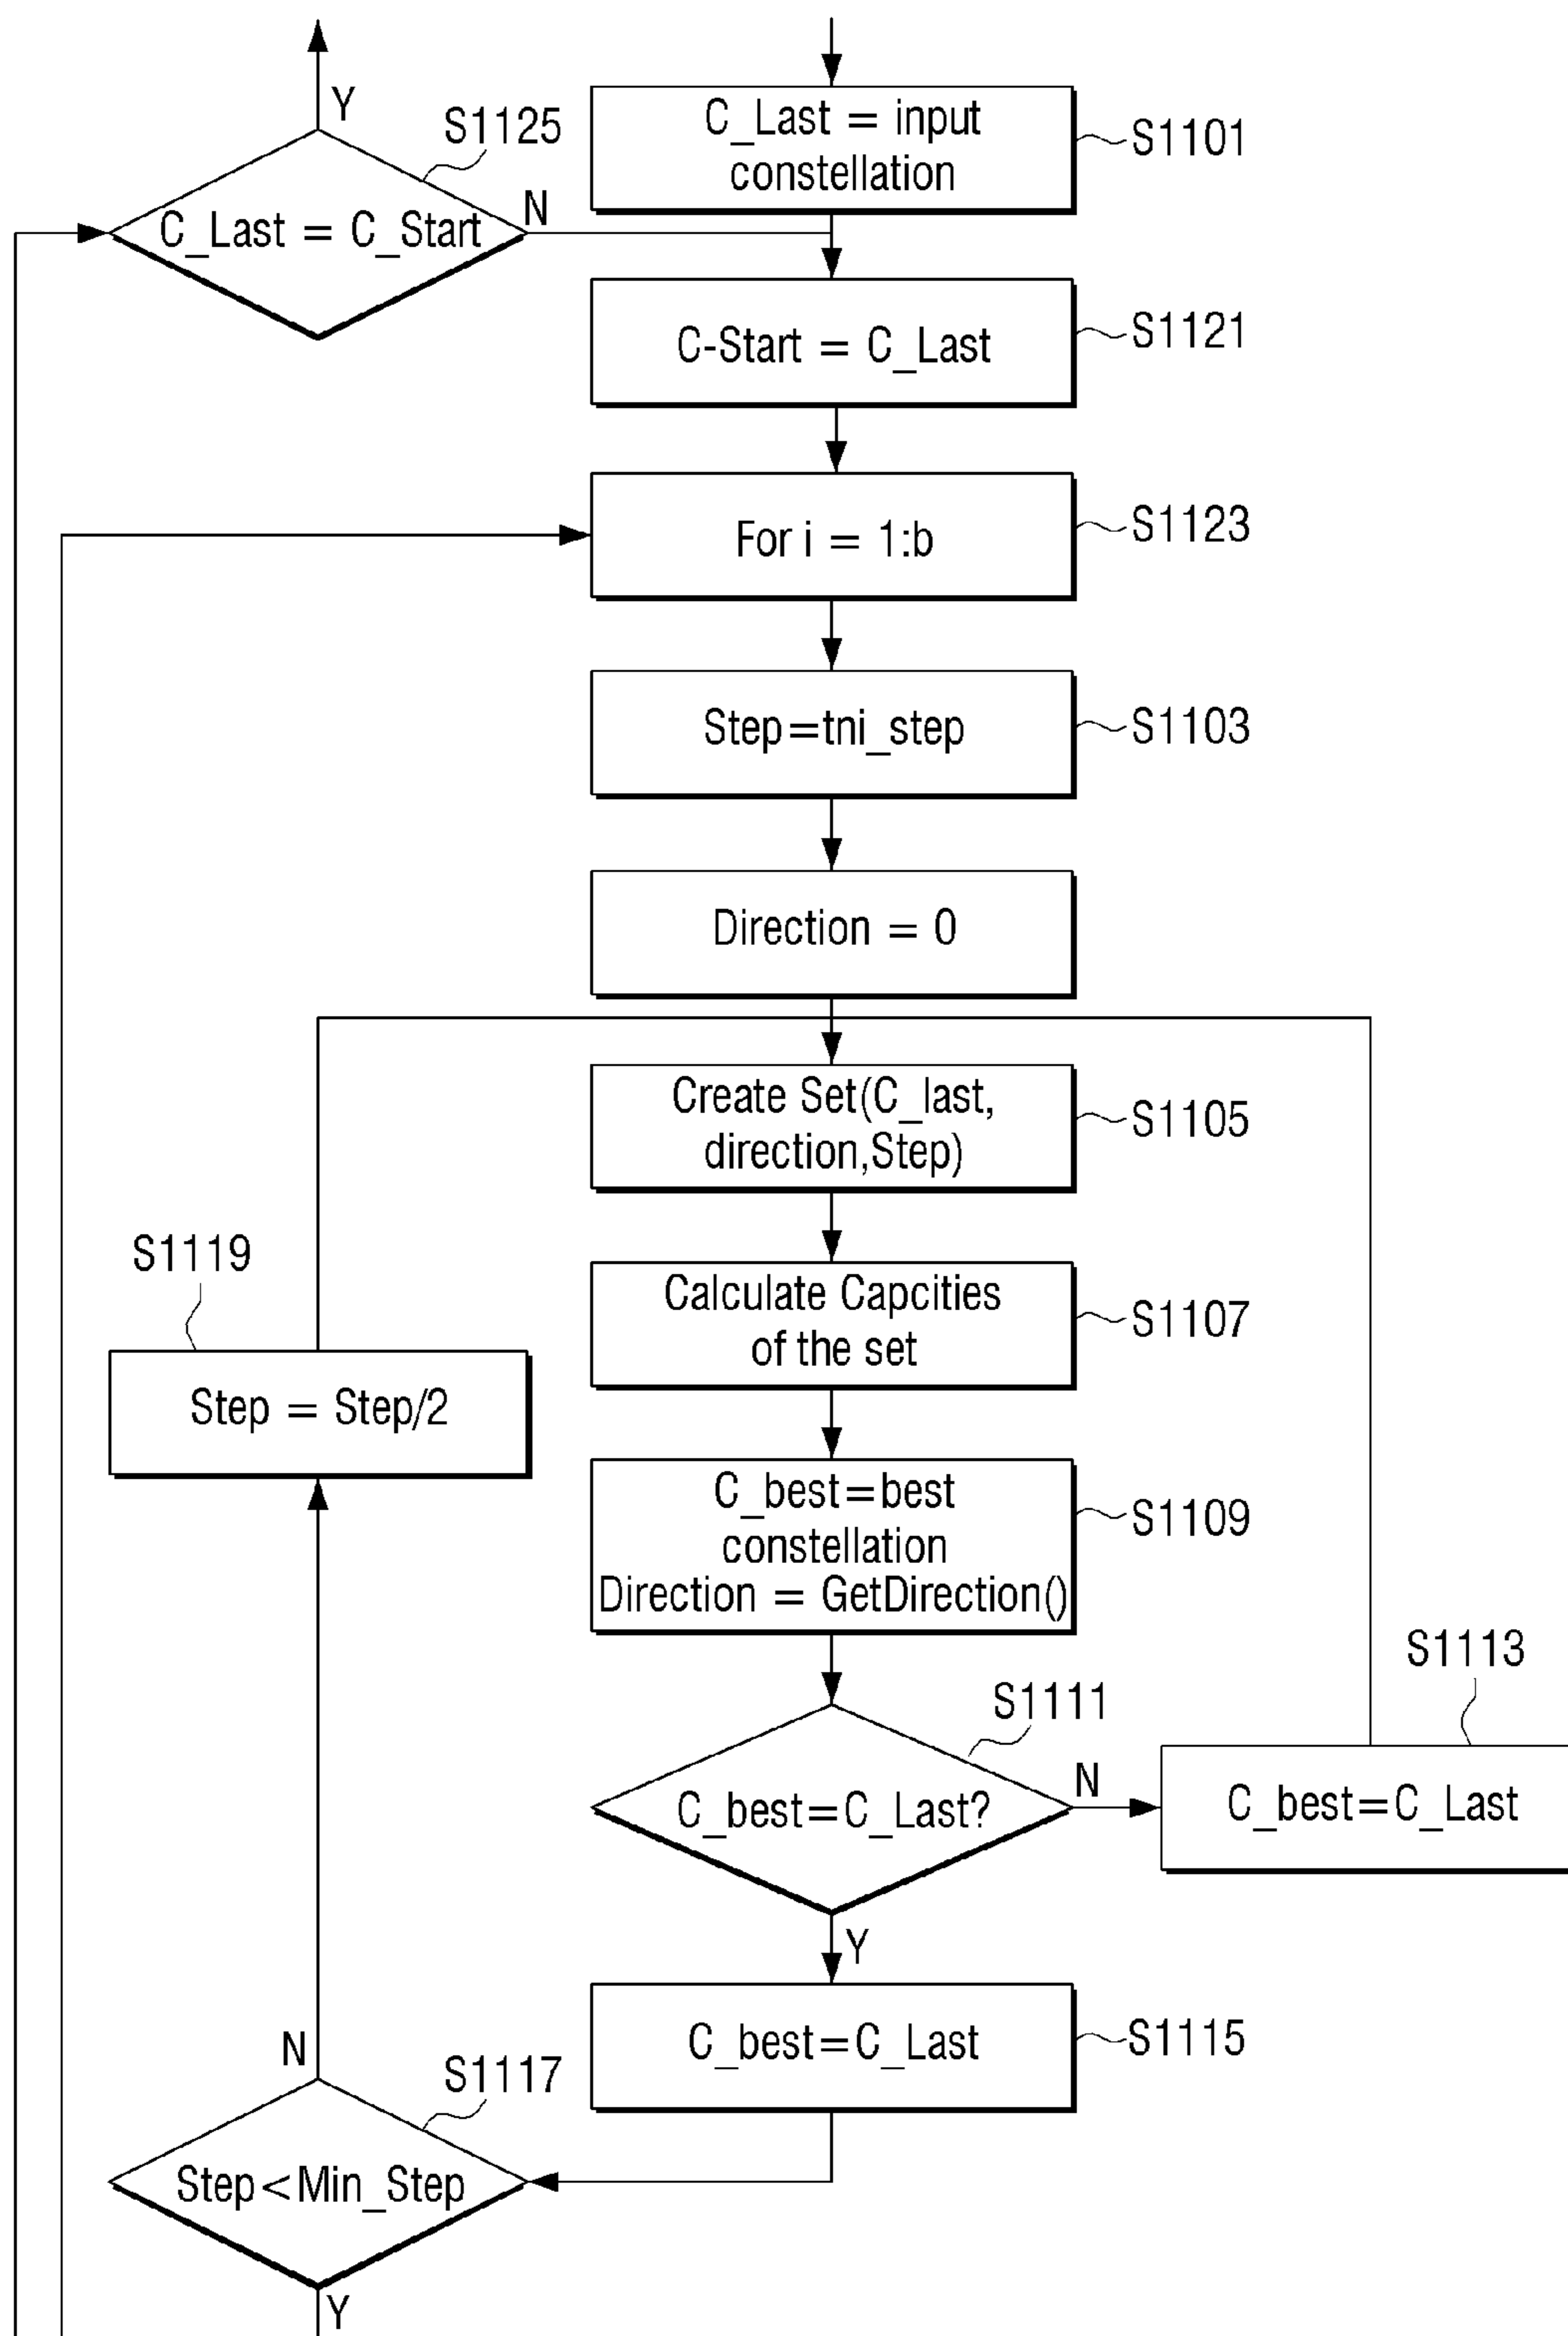 Y
S1125
C_Last = C_Start
N
C_Last = input
constellation
S1101
C-Start = C_Last
S1121
For i = 1:b
S1123
Step=tni_step
S1103
Direction = 0
Create Set(C_last,
direction,Step)
S1105
Calculate Capcities
of the set
S1107
S1119
Step = Step/2
C_best=best
constellation
Direction = GetDirection()
S1109
S1111
C_best=C_Last?
N
S1113
C_best=C_Last
Y
C_best=C_Last
S1115
N
S1117
Step<Min_Step
Y